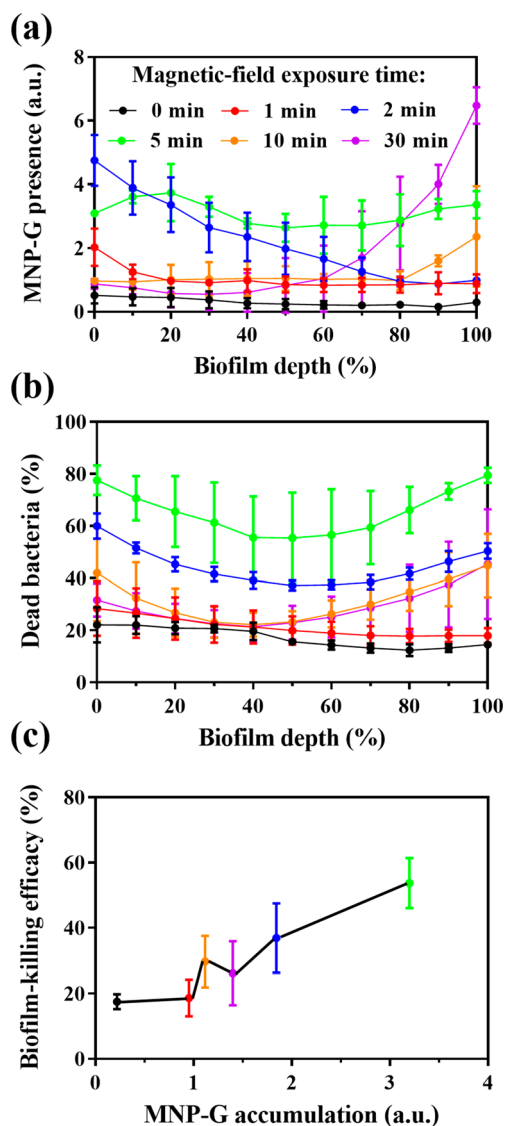 (a)
8
6
4
2
0
MNP-G presence (a.u.)
Magnetic-field exposure time:
0 min 1 min 2 min
5 min 10 min 30 min
0 20 40 60 80 100
Biofilm depth (%)
(b)
100
80
60
40
20
0
Dead bacteria (%)
0 20 40 60 80 100
Biofilm depth (%)
(c)
80
60
40
20
0
Biofilm-killing efficacy (%)
0 1 2 3 4
MNP-G accumulation (a.u.)